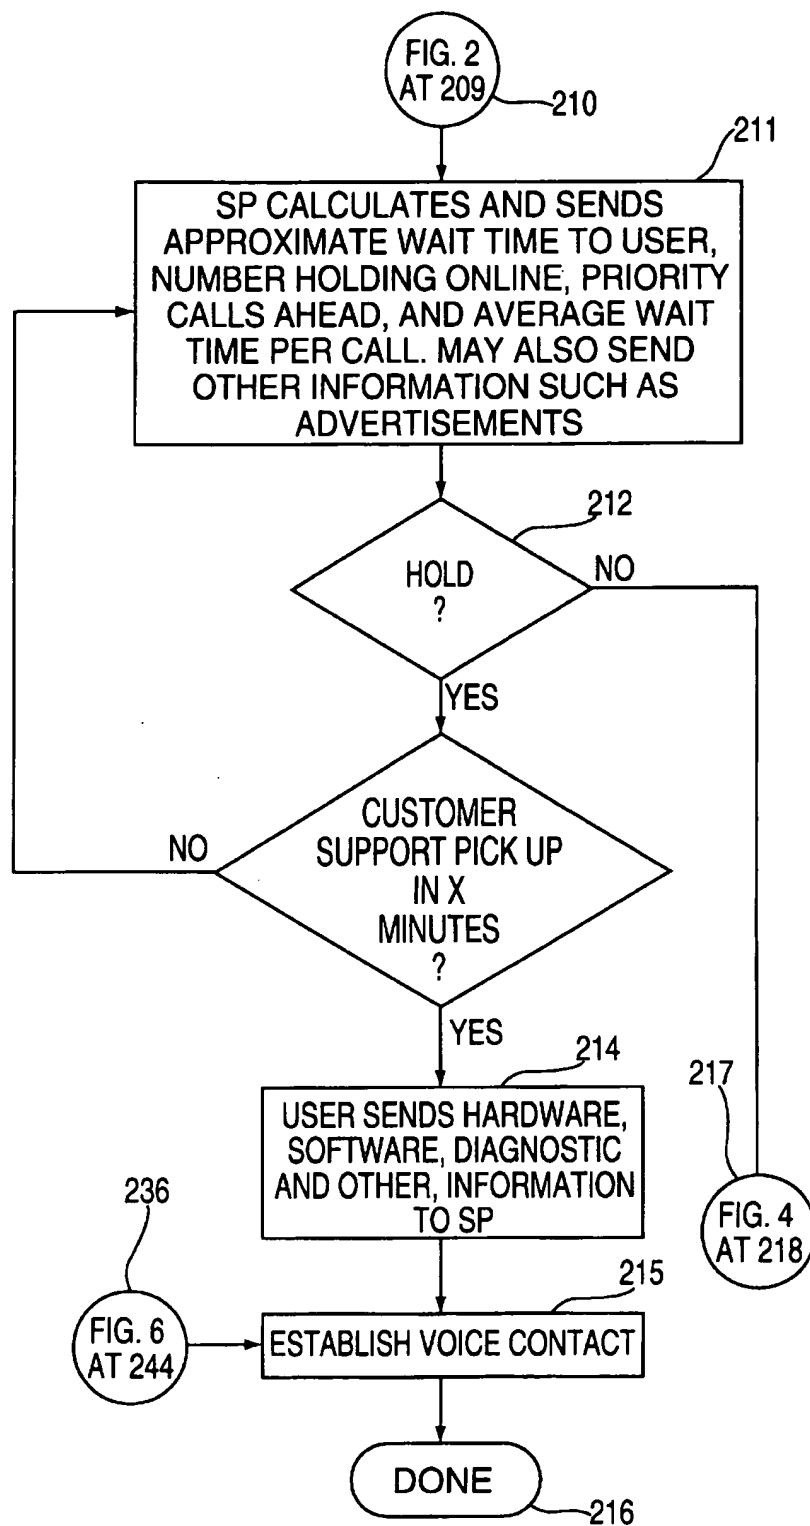 FIG. 2
AT 209
210
211
SP CALCULATES AND SENDS
APPROXIMATE WAIT TIME TO USER,
NUMBER HOLDING ONLINE, PRIORITY
CALLS AHEAD, AND AVERAGE WAIT
TIME PER CALL. MAY ALSO SEND
OTHER INFORMATION SUCH AS
ADVERTISEMENTS
212
HOLD
?
NO
YES
CUSTOMER
SUPPORT PICK UP
IN X
MINUTES
?
NO
YES
214
USER SENDS HARDWARE,
SOFTWARE, DIAGNOSTIC
AND OTHER, INFORMATION
TO SP
217
FIG. 4
AT 218
236
FIG. 6
AT 244
215
ESTABLISH VOICE CONTACT
DONE
216